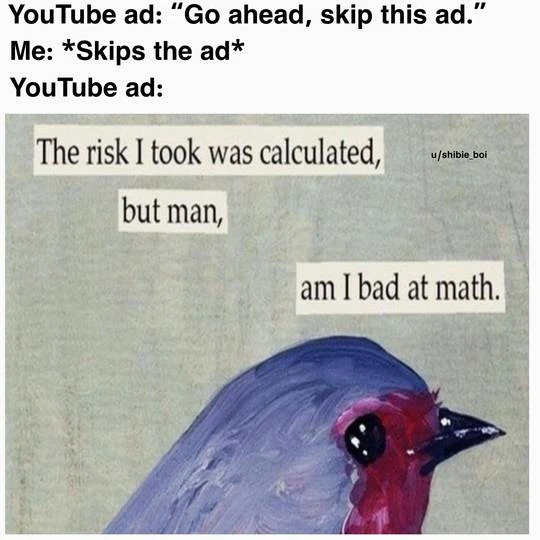 YouTube ad: “Go ahead, skip this ad.”
Me: *Skips the ad*
YouTube ad:
The risk I took was calculated,
u/shibie_boi
but man,
am I bad at math.